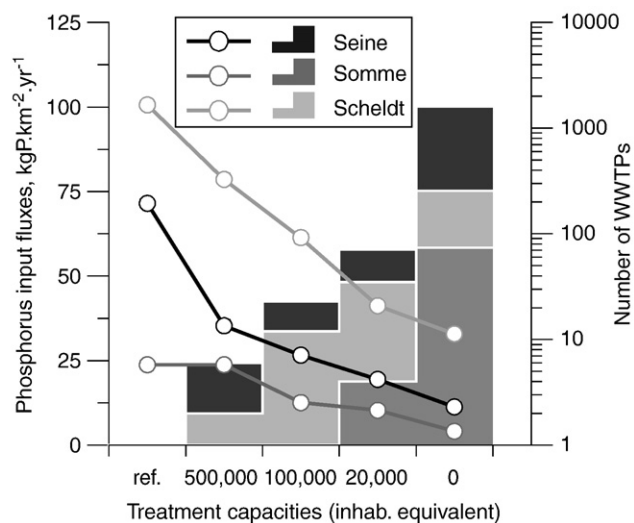 125
100
75
50
25
0
Phosphorus input fluxes, kgP.km-2.yr-1
Seine
Somme
Scheldt
10000
1000
100
10
1
Number of WWTPs
ref. 500,000 100,000 20,000 0
Treatment capacities (inhab. equivalent)